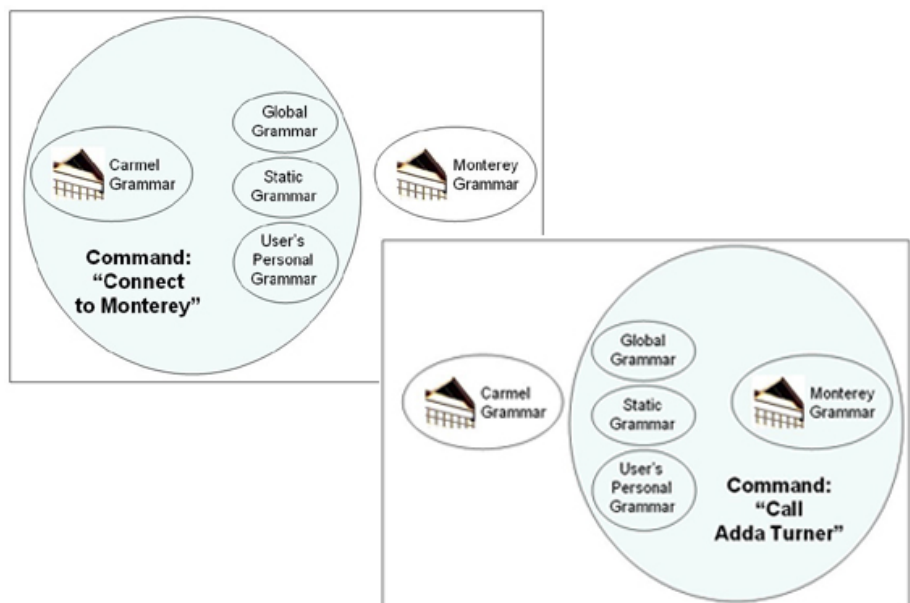 Global
Grammar
Carmel
Grammar
Static
Grammar
Monterey
Grammar
User's
Personal
Grammar
Command:
“Connect
to Monterey”
Global
Grammar
Carmel
Grammar
Static
Grammar
Monterey
Grammar
User's
Personal
Grammar
Command:
“Call
Adda Turner”